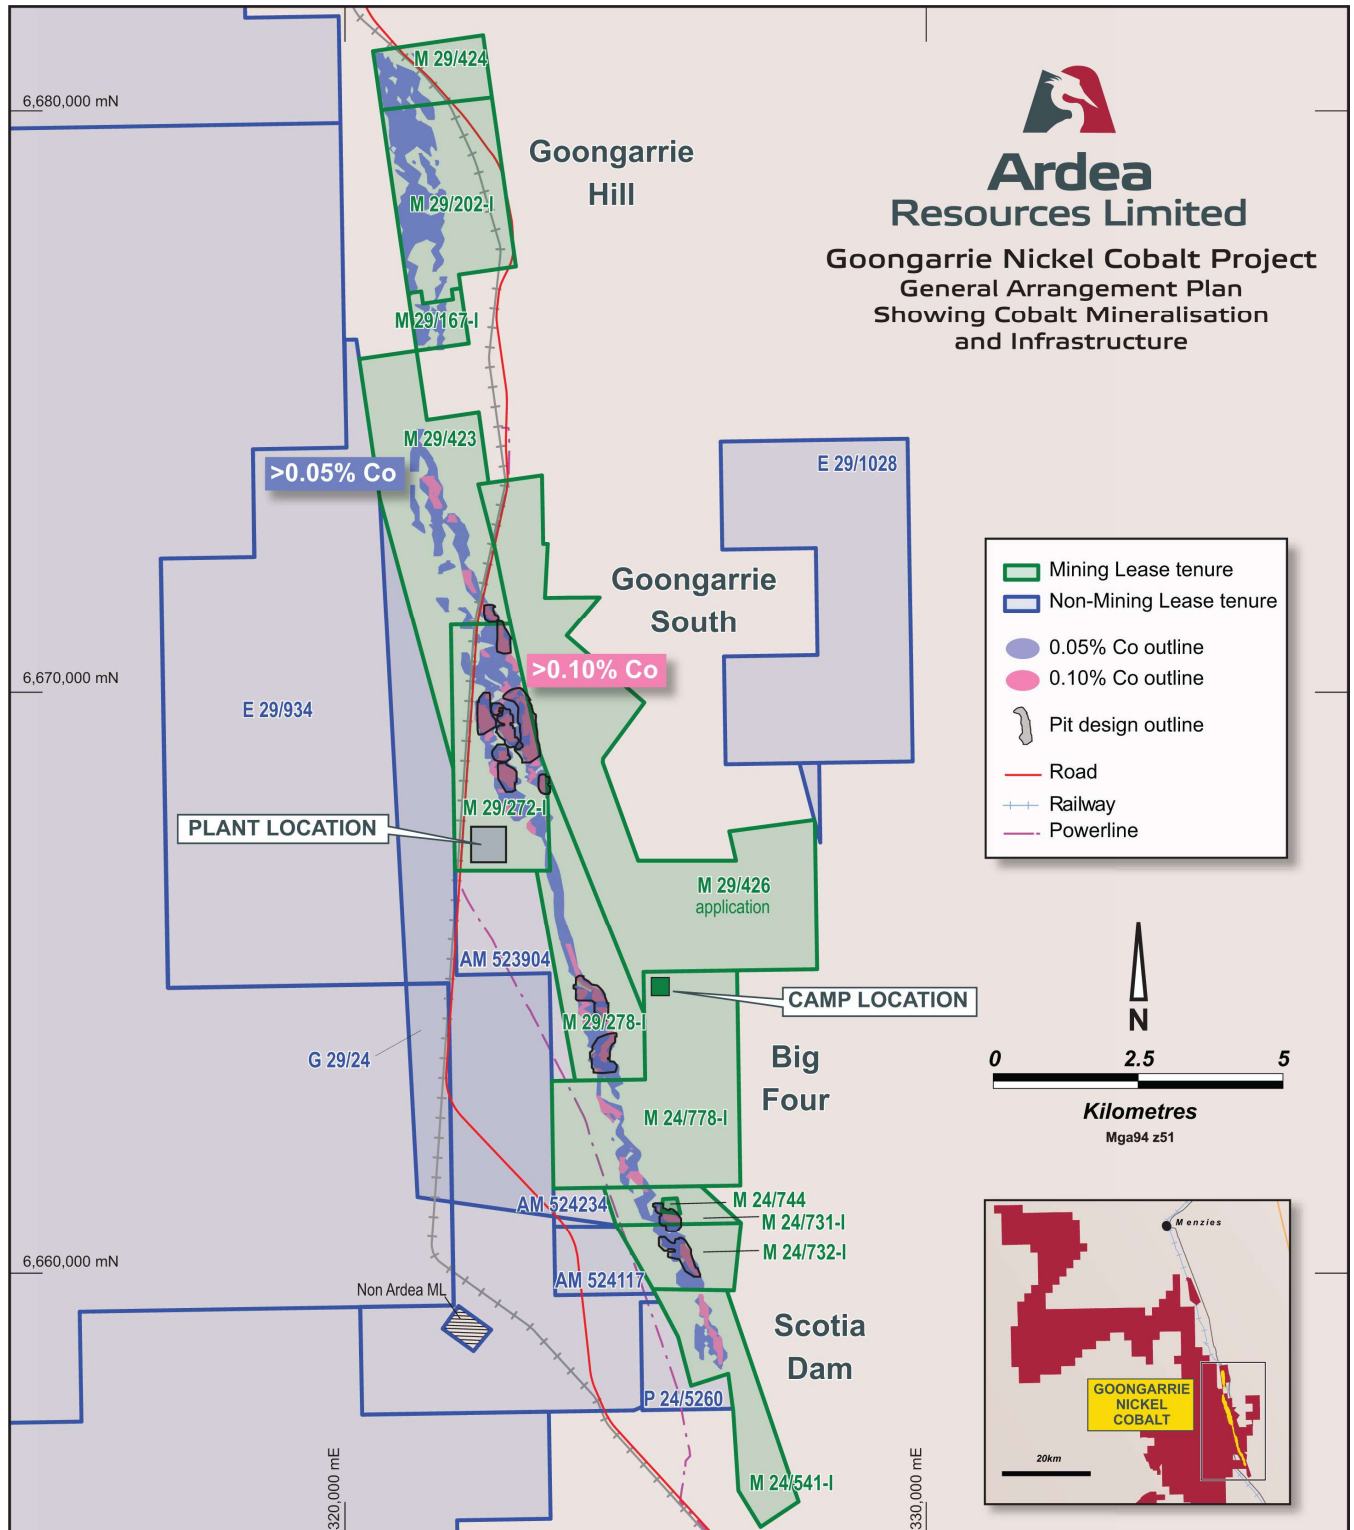 Ardea
Resources Limited
Goongarrie Nickel Cobalt Project
General Arrangement Plan
Showing Cobalt Mineralisation
and Infrastructure
6,680,000 mN
M 29/424
Goongarrie
Hill
M 29/202-I
M 29/167-I
M 29/423
>0.05% Co
E 29/1028
Mining Lease tenure
Non-Mining Lease tenure
0.05% Co outline
0.10% Co outline
Pit design outline
Road
Railway
Powerline
Goongarrie
South
>0.10% Co
6,670,000 mN
E 29/934
M 29/272-I
PLANT LOCATION
M 29/426
application
AM 523904
CAMP LOCATION
M 29/278-I
G 29/24
Big
Four
M 24/778-I
N
0 2.5 5
Kilometres
Mga94 z51
AM 524234
M 24/744
M 24/731-I
M 24/732-I
6,660,000 mN
AM 524117
Non Ardea ML
Scotia
Dam
P 24/5260
M 24/541-I
320,000 mE
330,000 mE
Menzies
GOONGARRIE
NICKEL
COBALT
20km